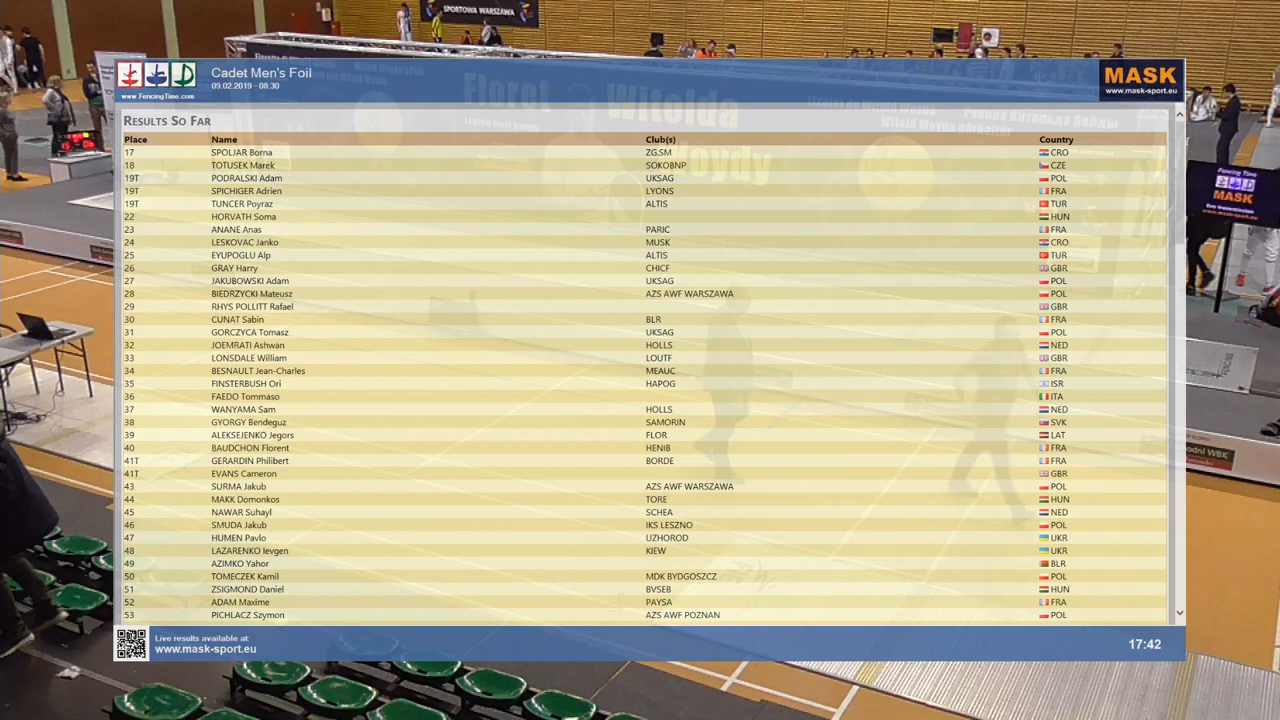 SPORTOWA WARSZAWA
Cadet Men's Foil
09.02.2019 - 08:30
www.FencingTime.com
MASK
www.mask-sport.eu
Floret
Witolda
Woydy
RESULTS SO FAR
Place Name Club(s) Country
17 SPOLJAR Borna ZG.SM CRO
18 TOTUSEK Marek SOKOBNP CZE
19T PODRALSKI Adam UKSAG POL
19T SPICHIGER Adrien LYONS FRA
19T TUNCER Poyraz ALTIS TUR
22 HORVATH Soma HUN
23 ANANE Anas PARIC FRA
24 LESKOVAC Janko MUSK CRO
25 EYUPOGLU Alp ALTIS TUR
26 GRAY Harry CHICF GBR
27 JAKUBOWSKI Adam UKSAG POL
28 BIEDRZYCKI Mateusz AZS AWF WARSZAWA POL
29 RHYS POLLITT Rafael GBR
30 CUNAT Sabin BLR FRA
31 GORCZYCA Tomasz UKSAG POL
32 JOEMRATI Ashwan HOLLS NED
33 LONSDALE William LOUTF GBR
34 BESNAULT Jean-Charles MEAUC FRA
35 FINSTERBUSH Ori HAPOG ISR
36 FAEDO Tommaso ITA
37 WANYAMA Sam HOLLS NED
38 GYORGY Bendeguz SAMORIN SVK
39 ALEKSEJENKO Jegors FLOR LAT
40 BAUDCHON Florent HENIB FRA
41T GERARDIN Philibert BORDE FRA
41T EVANS Cameron GBR
43 SURMA Jakub AZS AWF WARSZAWA POL
44 MAKK Domonkos TORE HUN
45 NAWAR Suhayl SCHEA NED
46 SMUDA Jakub IKS LESZNO POL
47 HUMEN Pavlo UZHOROD UKR
48 LAZARENKO Ievgen KIEW UKR
49 AZIMKO Yahor BLR
50 TOMECZEK Kamil MDK BYDGOSZCZ POL
51 ZSIGMOND Daniel BVSEB HUN
52 ADAM Maxime PAYSA FRA
53 PICHLACZ Szymon AZS AWF POZNAN POL
Fencing Time
MASK
live transmission
Live results available at:
www.mask-sport.eu
17:42